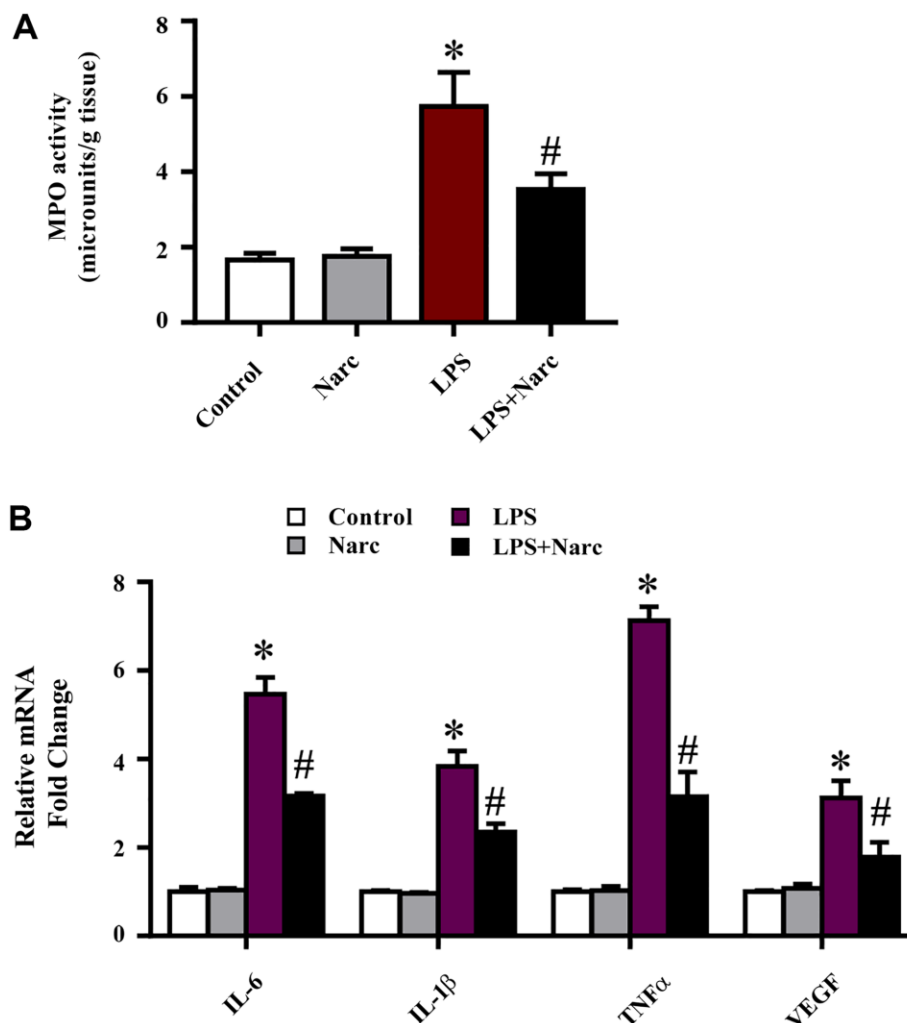 A
MPO activity
(microunits/g tissue)
8
6
4
2
0
*
#
Control
Narc
LPS
LPS+Narc
B
Control
LPS
Narc
LPS+Narc
Relative mRNA
Fold Change
8
6
4
2
0
*
#
*
#
*
#
*
#
IL-6
IL-1β
TNFα
VEGF